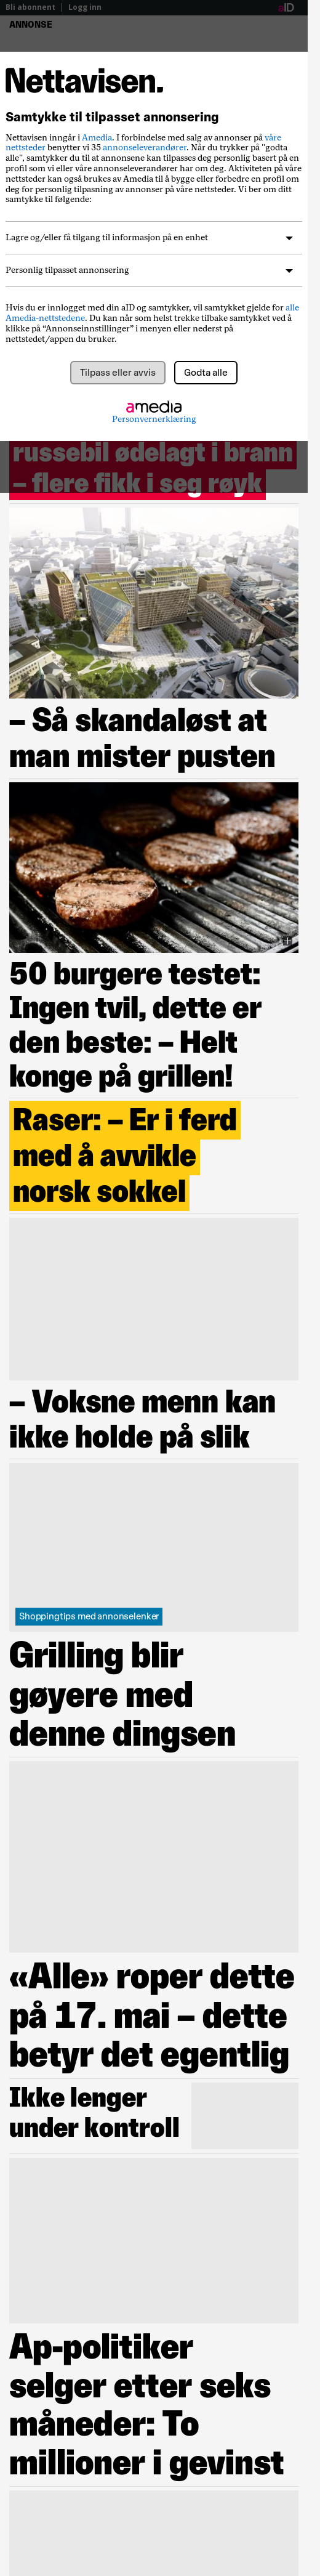 Bli abonnent | Logg inn
aID
ANNONSE
Nettavisen.
Samtykke til tilpasset annonsering
Nettavisen inngår i Amedia. I forbindelse med salg av annonser på våre
nettsteder benytter vi 35 annonseleverandører. Når du trykker på "godta
alle", samtykker du til at annonsene kan tilpasses deg personlig basert på en
profil som vi eller våre annonseleverandører har om deg. Aktiviteten på våre
nettsteder kan også brukes av Amedia til å bygge eller forbedre en profil om
deg for personlig tilpasning av annonser på våre nettsteder. Vi ber om ditt
samtykke til følgende:
Lagre og/eller få tilgang til informasjon på en enhet
Personlig tilpasset annonsering
Hvis du er innlogget med din aID og samtykker, vil samtykket gjelde for alle
Amedia-nettstedene. Du kan når som helst trekke tilbake samtykket ved å
klikke på “Annonseinnstillinger” i menyen eller nederst på
nettstedet/appen du bruker.
Tilpass eller avvis
Godta alle
amedia
Personvernerklæring
russebil ødelagt i brann
– flere fikk i seg røyk
– Så skandaløst at
man mister pusten
50 burgere testet:
Ingen tvil, dette er
den beste: – Helt
konge på grillen!
Raser: – Er i ferd
med å avvikle
norsk sokkel
– Voksne menn kan
ikke holde på slik
Shoppingtips med annonselenker
Grilling blir
gøyere med
denne dingsen
«Alle» roper dette
på 17. mai – dette
betyr det egentlig
Ikke lenger
under kontroll
Ap-politiker
selger etter seks
måneder: To
millioner i gevinst